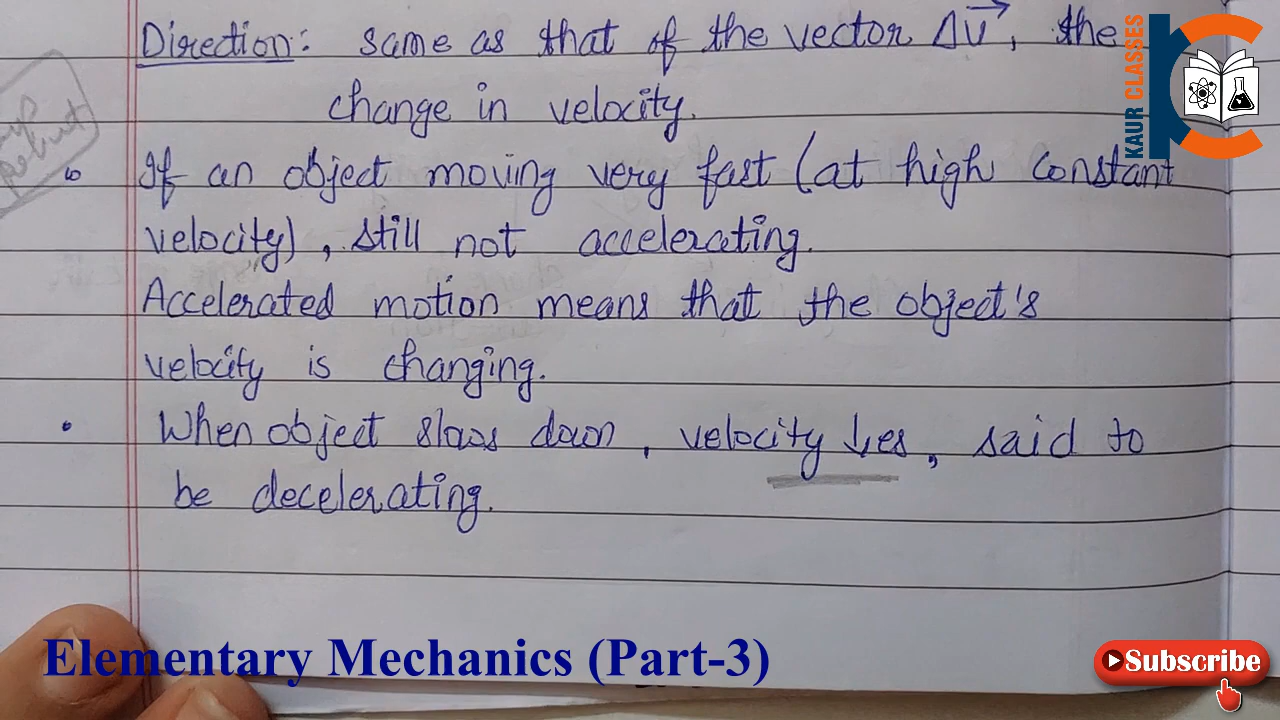 Direction: same as that of the vector Δv⃗, the
change in velocity.
If an object moving very fast (at high constant
velocity), still not accelerating.
Accelerated motion means that the object's
velocity is changing.
• When object slows down, velocity ↓es, said to
be decelerating.
KAUR CLASSES
Elementary Mechanics (Part-3)
Subscribe